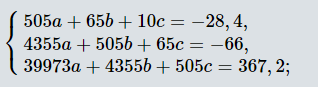 505a + 65b + 10c = −28, 4,
4355a + 505b + 65c = −66,
39973a + 4355b + 505c = 367, 2;